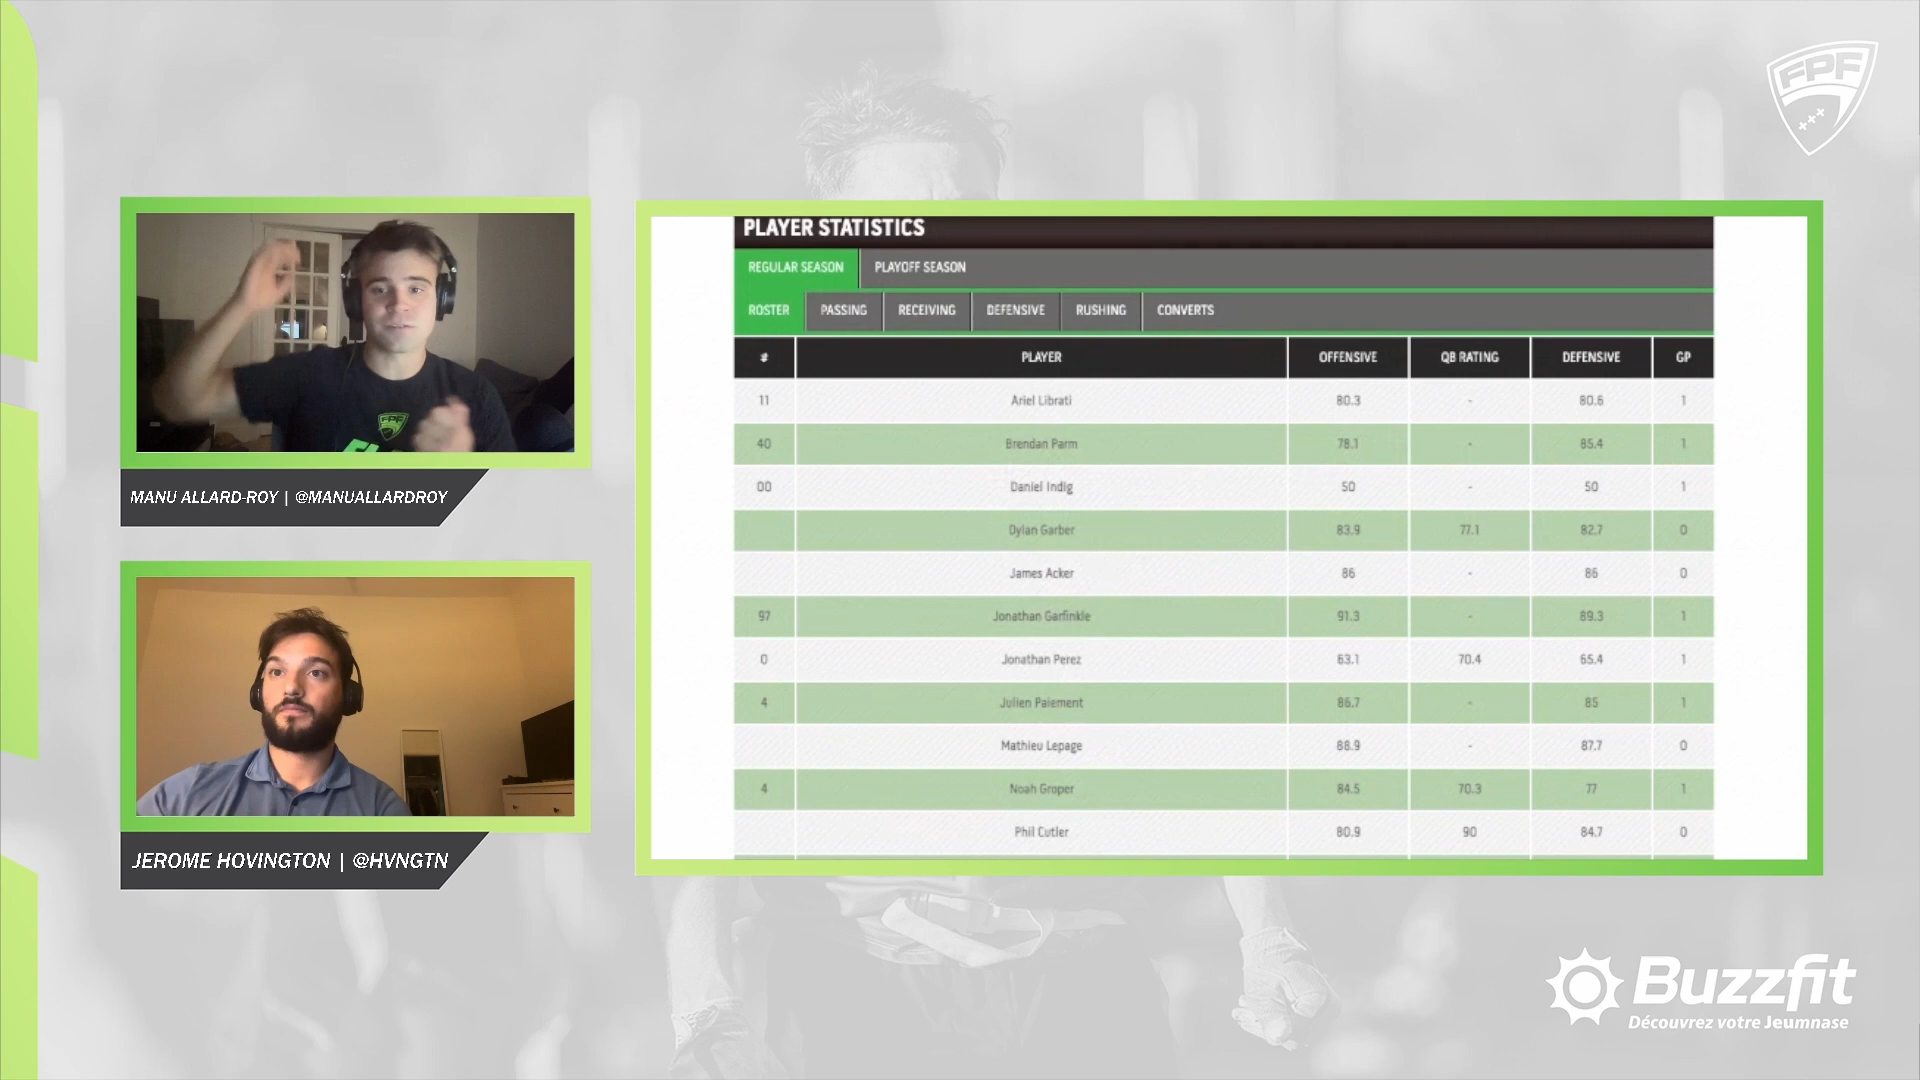 FPF
FPF
MANU ALLARD-ROY | @MANUALLARDROY
JEROME HOVINGTON | @HVNGTN
PLAYER STATISTICS
REGULAR SEASON PLAYOFF SEASON
ROSTER PASSING RECEIVING DEFENSIVE RUSHING CONVERTS
# PLAYER OFFENSIVE QB RATING DEFENSIVE GP
11 Ariel Librati 80.3 - 80.6 1
40 Brendan Parm 78.1 - 85.4 1
00 Daniel Indig 50 - 50 1
Dylan Garber 83.9 77.1 82.7 0
James Acker 86 - 86 0
97 Jonathan Garfinkle 91.3 - 89.3 1
0 Jonathan Perez 63.1 70.4 65.4 1
4 Julien Paiement 86.7 - 85 1
Mathieu Lepage 88.9 - 87.7 0
4 Noah Groper 84.5 70.3 77 1
Phil Cutler 80.9 90 84.7 0
Buzzfit
Découvrez votre Jeumnase